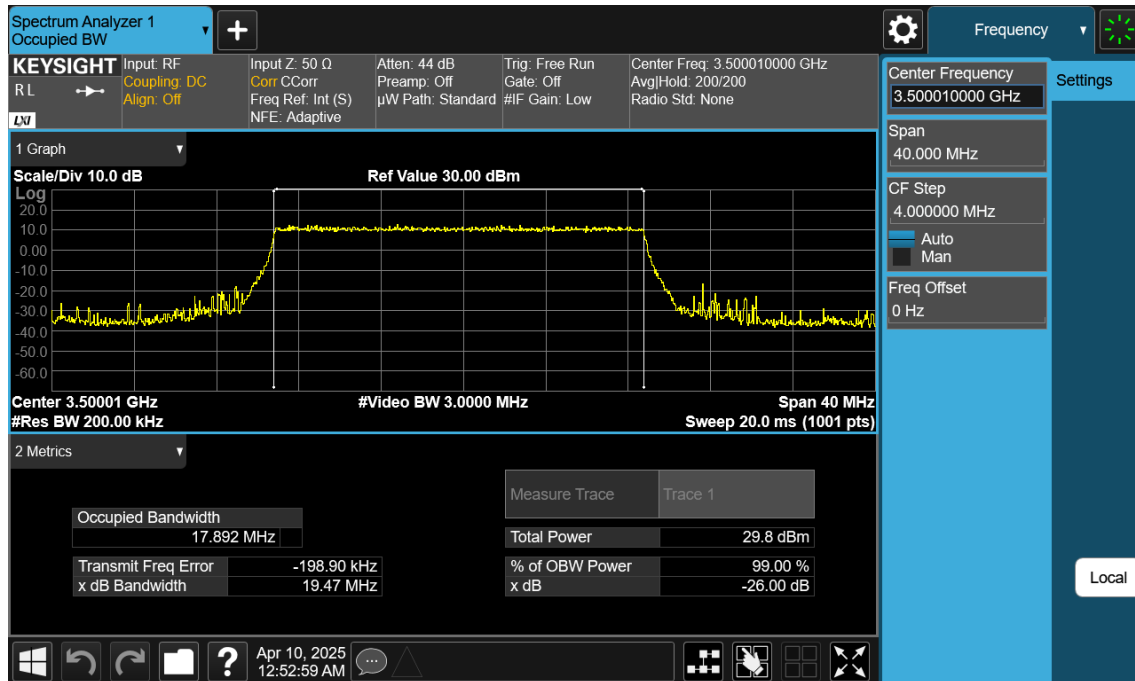 Spectrum Analyzer 1
Occupied BW
+
Frequency
KEYSIGHT
RL
LXI
Input: RF
Coupling: DC
Align: Off
Input Z: 50 Ω
Corr CCorr
Freq Ref: Int (S)
NFE: Adaptive
Atten: 44 dB
Preamp: Off
µW Path: Standard
Trig: Free Run
Gate: Off
#IF Gain: Low
Center Freq: 3.500010000 GHz
Avg|Hold: 200/200
Radio Std: None
1 Graph
Scale/Div 10.0 dB
Ref Value 30.00 dBm
Log
20.0
10.0
0.00
-10.0
-20.0
-30.0
-40.0
-50.0
-60.0
Center 3.50001 GHz
#Video BW 3.0000 MHz
Span 40 MHz
#Res BW 200.00 kHz
Sweep 20.0 ms (1001 pts)
2 Metrics
Measure Trace Trace 1
Occupied Bandwidth
17.892 MHz
Total Power 29.8 dBm
Transmit Freq Error -198.90 kHz
% of OBW Power 99.00 %
x dB Bandwidth 19.47 MHz
x dB -26.00 dB
Center Frequency
3.500010000 GHz
Settings
Span
40.000 MHz
CF Step
4.000000 MHz
Auto
Man
Freq Offset
0 Hz
Local
?
Apr 10, 2025
12:52:59 AM